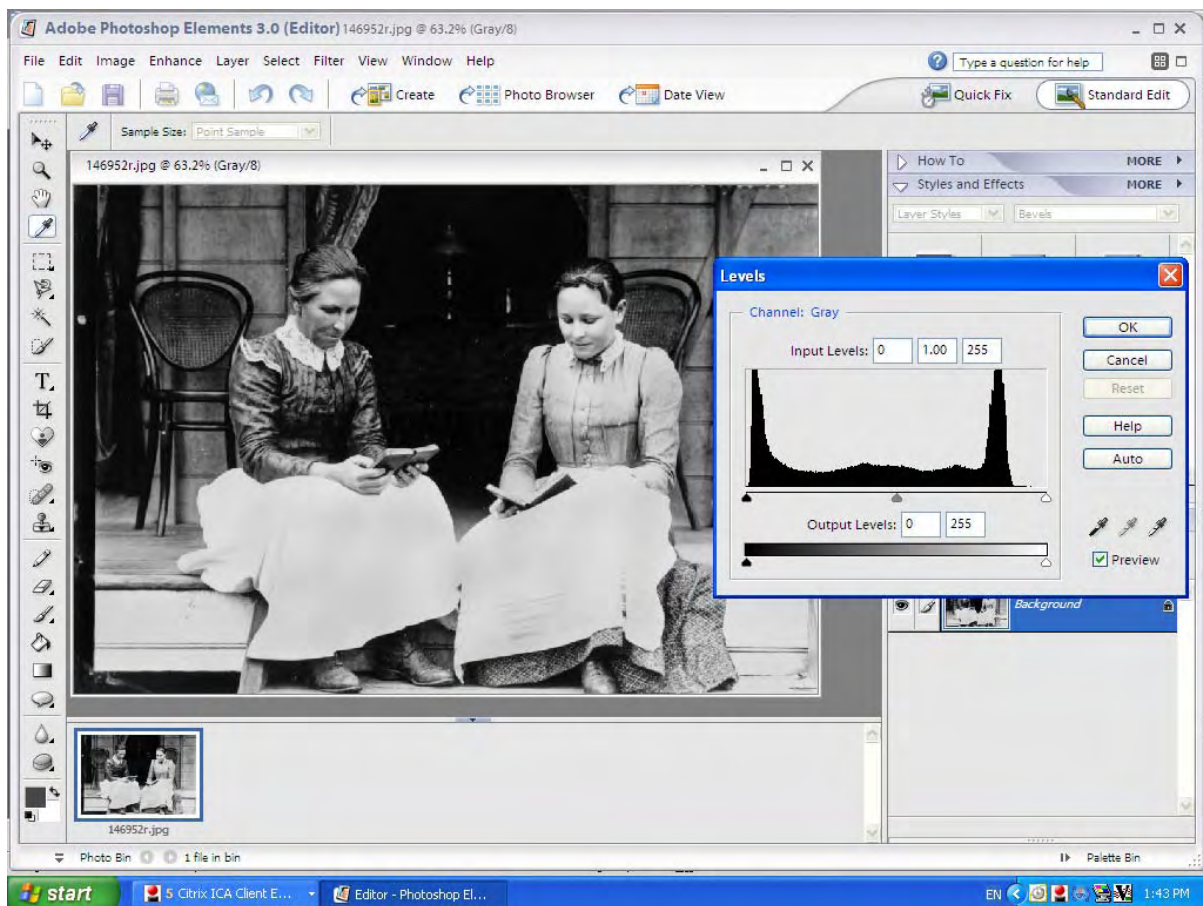 Adobe Photoshop Elements 3.0 (Editor) 146952r.jpg @ 63.2% (Gray/8)
File Edit Image Enhance Layer Select Filter View Window Help
Type a question for help
Create Photo Browser Date View
Quick Fix Standard Edit
Sample Size: Point Sample
146952r.jpg @ 63.2% (Gray/8)
How To MORE
Styles and Effects MORE
Layer Styles Bevels
Levels
Channel: Gray
Input Levels: 0 1.00 255
OK
Cancel
Reset
Help
Auto
Output Levels: 0 255
Preview
Background
T
146952r.jpg
Photo Bin 1 file in bin
Palette Bin
start
5 Citrix ICA Client E...
Editor - Photoshop El...
EN
1:43 PM